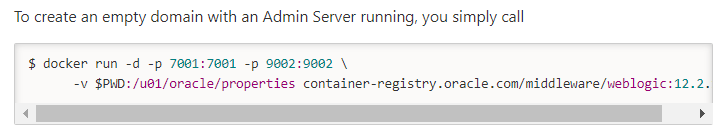 To create an empty domain with an Admin Server running, you simply call
$ docker run -d -p 7001:7001 -p 9002:9002 \
-v $PWD:/u01/oracle/properties container-registry.oracle.com/middleware/weblogic:12.2.